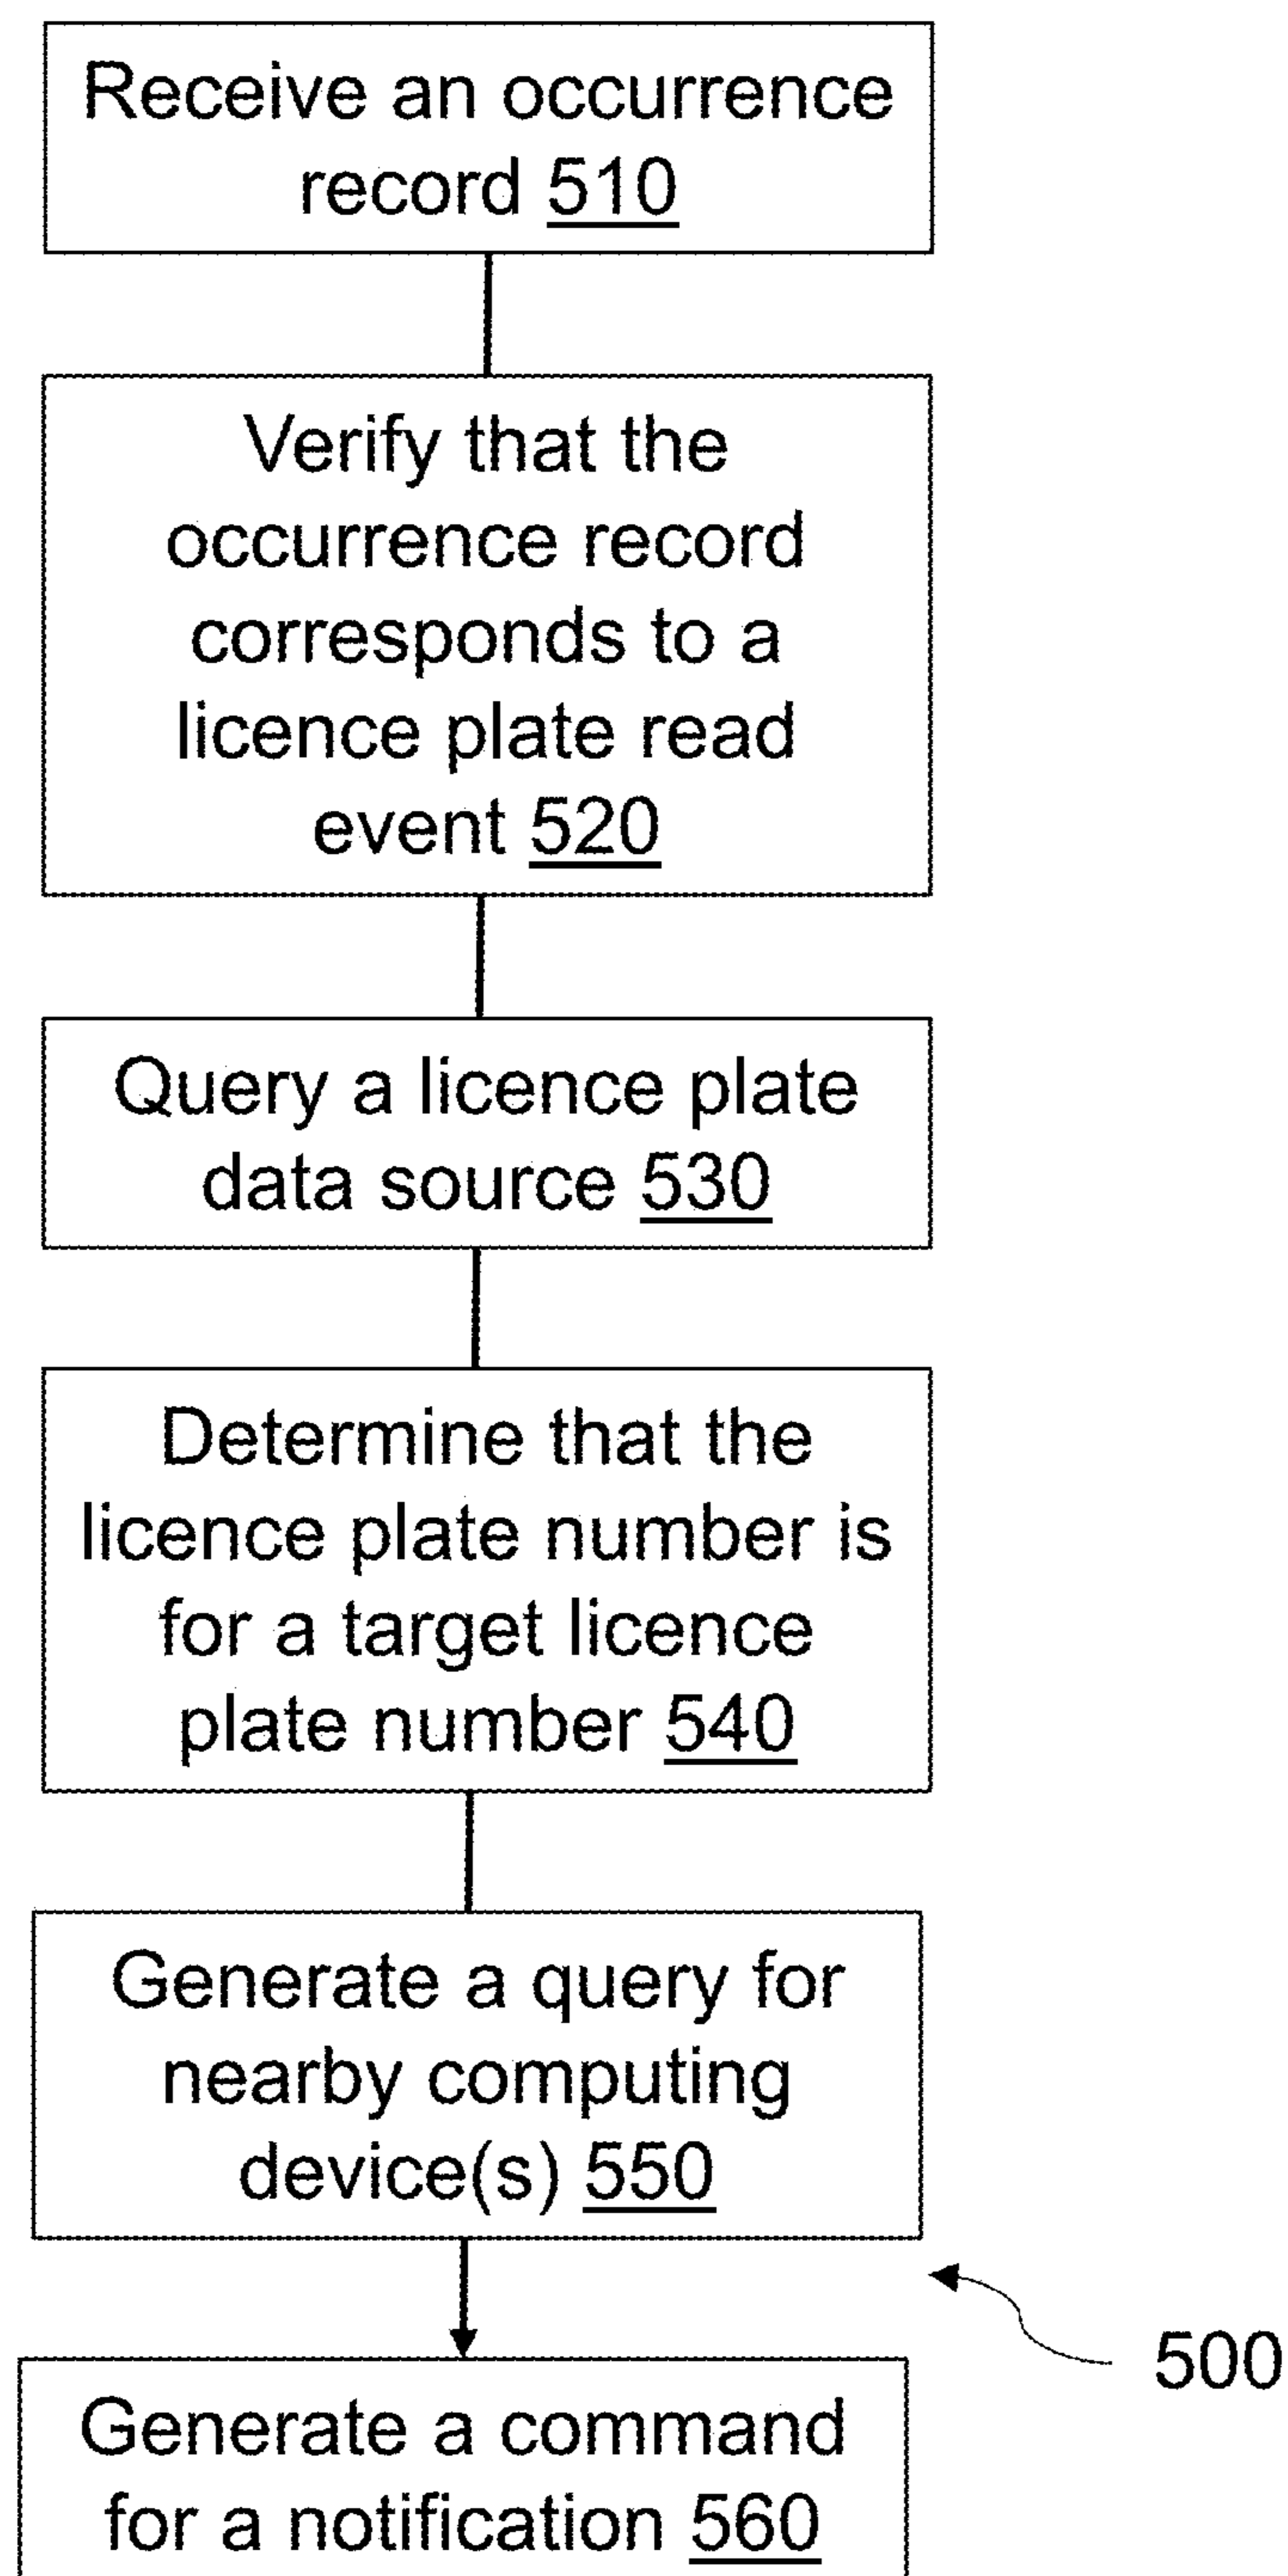 Receive an occurrence
record 510
Verify that the
occurrence record
corresponds to a
licence plate read
event 520
Query a licence plate
data source 530
Determine that the
licence plate number is
for a target licence
plate number 540
Generate a query for
nearby computing
device(s) 550
500
Generate a command
for a notification 560